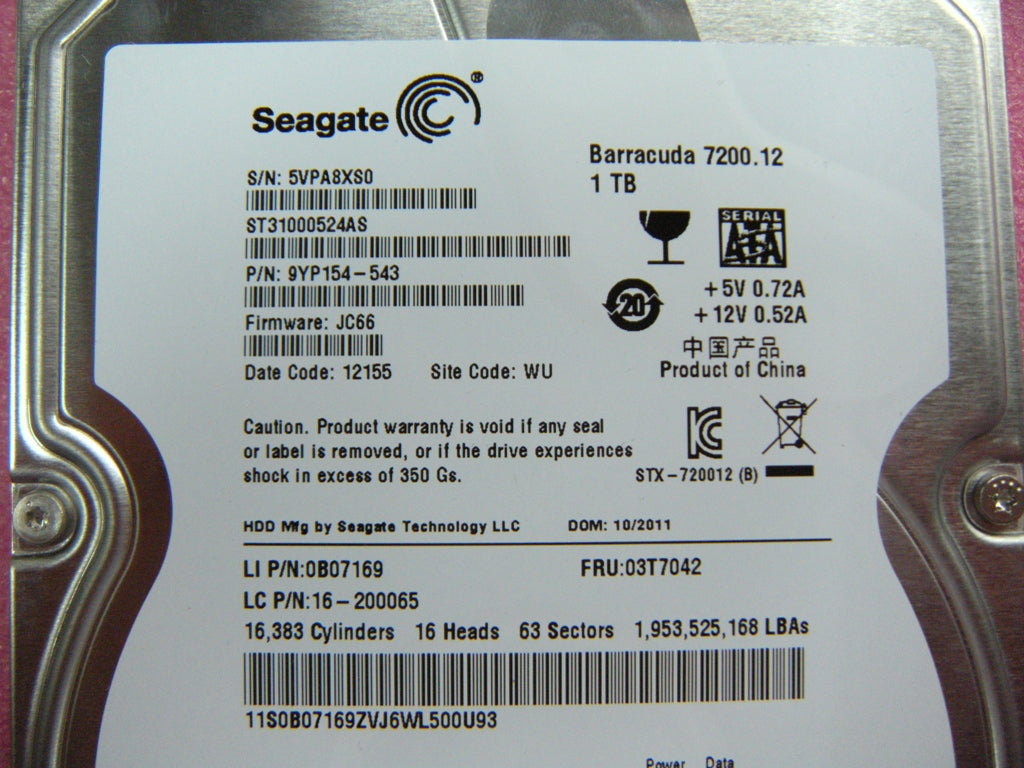 Seagate ®
Barracuda 7200.12
1 TB
S/N: 5VPA8XS0
ST31000524AS
P/N: 9YP154-543
Firmware: JC66
Date Code: 12155 Site Code: WU
SERIAL
ATA
20
+5V 0.72A
+12V 0.52A
中国产品
Product of China
Caution. Product warranty is void if any seal
or label is removed, or if the drive experiences
shock in excess of 350 Gs.
STX-720012 (B)
HDD Mfg by Seagate Technology LLC DOM: 10/2011
LI P/N:0B07169 FRU:03T7042
LC P/N:16-200065
16,383 Cylinders 16 Heads 63 Sectors 1,953,525,168 LBAs
11S0B07169ZVJ6WL500U93
Power Data